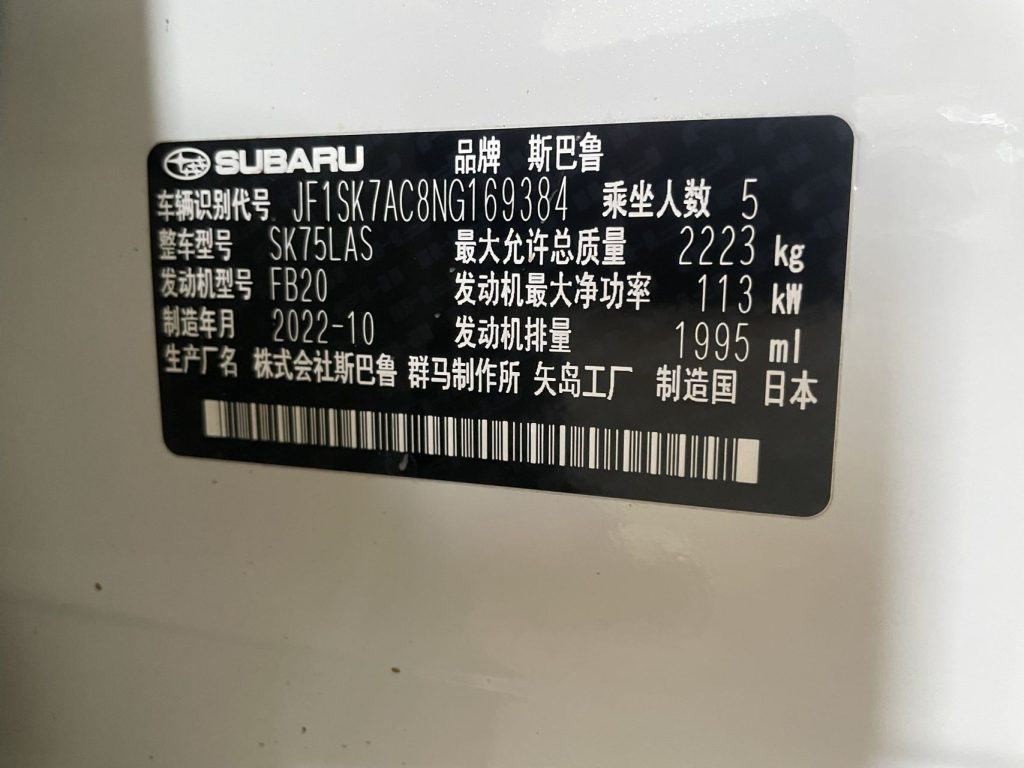 SUBARU 品牌 斯巴鲁
车辆识别代号 JF1SK7AC8NG169384 乘坐人数 5
整车型号 SK75LAS 最大允许总质量 2223 kg
发动机型号 FB20 发动机最大净功率 113 kW
制造年月 2022-10 发动机排量 1995 ml
生产厂名 株式会社斯巴鲁 群马制作所 矢岛工厂 制造国 日本